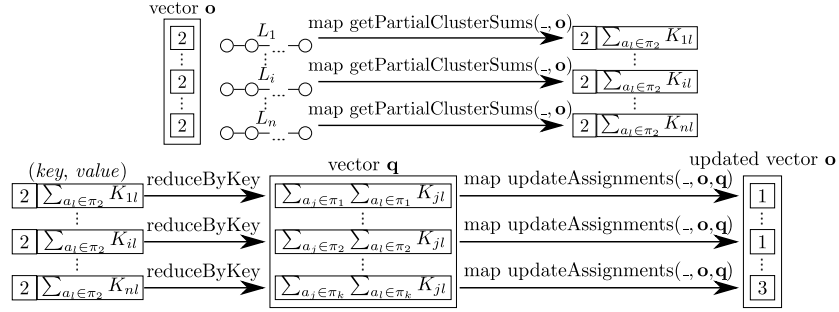 vector o
2 L₁ map getPartialClusterSums(_, o) 2 ∑_{a_l∈π_2} K_{1l}
⋮ ... ⋮
2 L_i map getPartialClusterSums(_, o) 2 ∑_{a_l∈π_2} K_{il}
⋮ ... ⋮
2 L_n map getPartialClusterSums(_, o) 2 ∑_{a_l∈π_2} K_{nl}
...
(key, value) vector q updated vector o
2 ∑_{a_l∈π_2} K_{1l} reduceByKey ∑_{a_j∈π_1} ∑_{a_l∈π_1} K_{jl} map updateAssignments(_, o,q) 1
⋮ ⋮ ⋮
2 ∑_{a_l∈π_2} K_{il} reduceByKey ∑_{a_j∈π_2} ∑_{a_l∈π_2} K_{jl} map updateAssignments(_, o,q) 1
⋮ ⋮ ⋮
2 ∑_{a_l∈π_2} K_{nl} reduceByKey ∑_{a_j∈π_k} ∑_{a_l∈π_k} K_{jl} map updateAssignments(_, o,q) 3